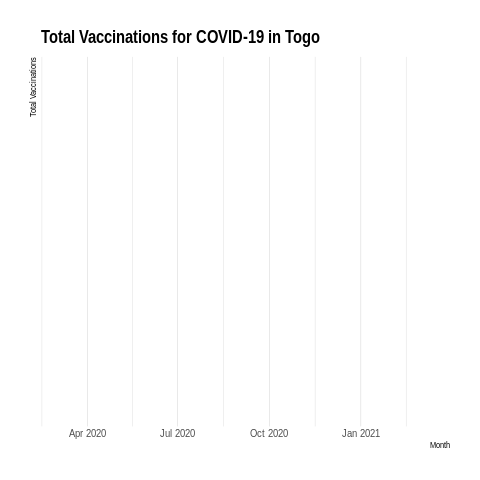 Total Vaccinations for COVID-19 in Togo
Total Vaccinations
Apr 2020 Jul 2020 Oct 2020 Jan 2021
Month